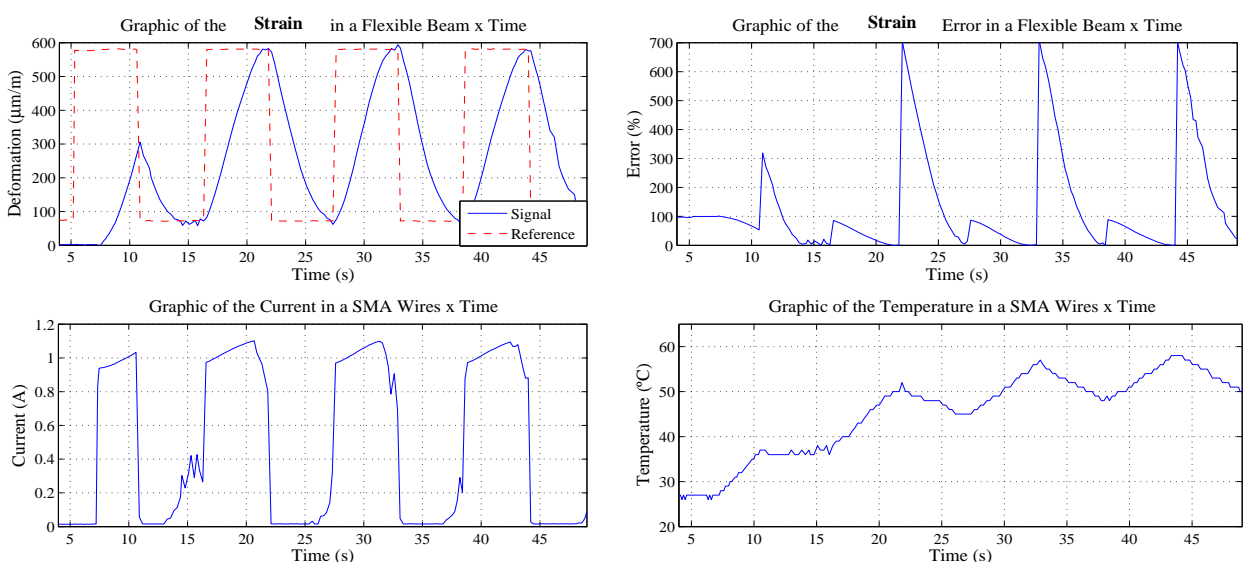 Graphic of the Strain in a Flexible Beam x Time
600
500
400
300
200
100
0
Deformation (µm/m)
5 10 15 20 25 30 35 40 45
Time (s)
Signal
Reference
Graphic of the Strain Error in a Flexible Beam x Time
700
600
500
400
300
200
100
0
Error (%)
5 10 15 20 25 30 35 40 45
Time (s)
Graphic of the Current in a SMA Wires x Time
1.2
1
0.8
0.6
0.4
0.2
0
Current (A)
5 10 15 20 25 30 35 40 45
Time (s)
Graphic of the Temperature in a SMA Wires x Time
60
50
40
30
20
Temperature (ºC)
5 10 15 20 25 30 35 40 45
Time (s)